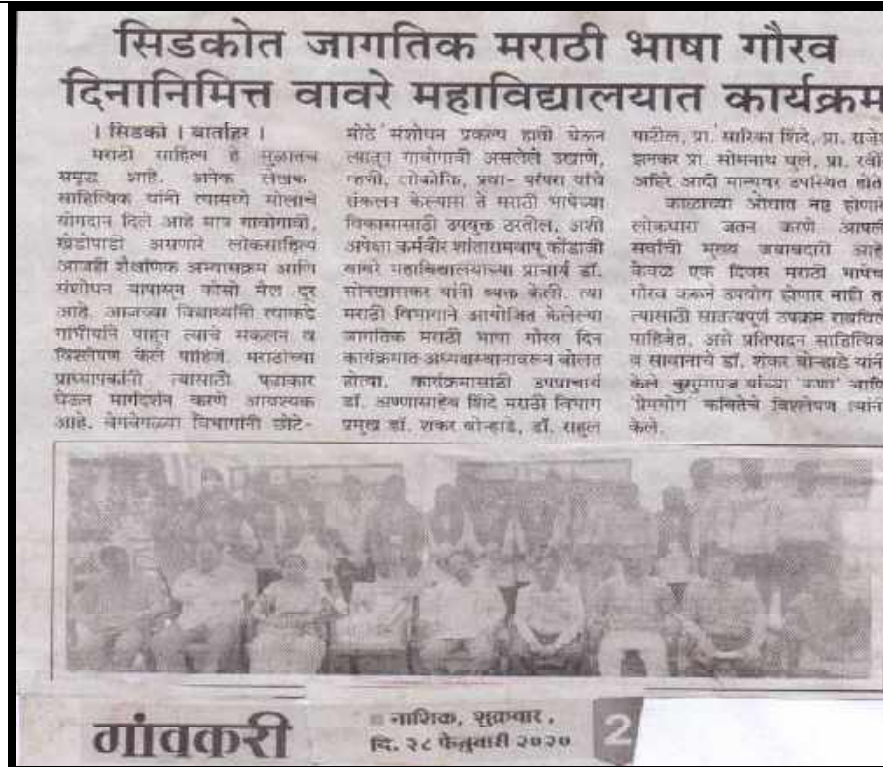 सिडकोत जागतिक मराठी भाषा गौरव
दिनानिमित्त वावरे महाविद्यालयात कार्यक्रम
। सिडको । वार्ताहर ।
मराठी साहित्य हे मुळातच
समृद्ध आहे. अनेक लेखक
साहित्यिक यांनी त्यामध्ये मोलाचे
योगदान दिले आहे मात्र गावोगावी,
खेडोपाडी असणारे लोकसाहित्य
आजही शैक्षणिक अभ्यासक्रम आणि
संशोधन यापासून कोसो मैल दूर
आहे. आजच्या विद्यार्थ्यांनी त्याकडे
गांभीर्याने पाहून त्याचे संकलन व
विश्लेषण केले पाहिजे. मराठीच्या
प्राध्यापकांनी त्यासाठी पुढाकार
घेऊन मार्गदर्शन करणे आवश्यक
आहे. वेगवेगळ्या विभागांनी छोटे-
मोठे संशोधन प्रकल्प हाती घेऊन
त्यातून गावोगावी असलेले उखाणे,
म्हणी, लोकोक्ति, प्रथा- परंपरा यांचे
संकलन केल्यास ते मराठी भाषेच्या
विकासासाठी उपयुक्त ठरतील, अशी
अपेक्षा कर्मवीर शांतारामबापू कोंडाजी
वावरे महाविद्यालयाच्या प्राचार्य डॉ.
यांनी व्यक्त केली. त्या
मराठी विभागाने आयोजित केलेल्या
जागतिक मराठी भाषा गौरव दिन
कार्यक्रमात अध्यक्षस्थानावरून बोलत
होत्या. कार्यक्रमासाठी उपप्राचार्य
डॉ. अण्णासाहेब शिंदे मराठी विभाग
प्रमुख डॉ. शंकर बोऱ्हाडे, डॉ. राहुल
पाटील, प्रा. सारिका शिंदे, प्रा. राजेश
झनकर प्रा. सोमनाथ घुले, प्रा. रवी
अहिरे आदी मान्यवर उपस्थित होते
काळाच्या ओघात नष्ट होणारी
लोकधारा जतन करणे आपली
सर्वांची मुख्य जबाबदारी आहे
केवळ एक दिवस मराठी भाषेचा
गौरव करून उपयोग होणार नाही तर
त्यासाठी सातत्यपूर्ण उपक्रम राबविले
पाहिजेत, असे प्रतिपादन साहित्यिक
व सावानाचे डॉ. शंकर बोऱ्हाडे यांनी
केले कुसुमाग्रज यांच्या 'कणा' आणि
'प्रेमयोग' कवितेचे विश्लेषण त्यांनी
केले.
गांवकरी
नाशिक, शुक्रवार,
दि. २८ फेब्रुवारी २०२०
2